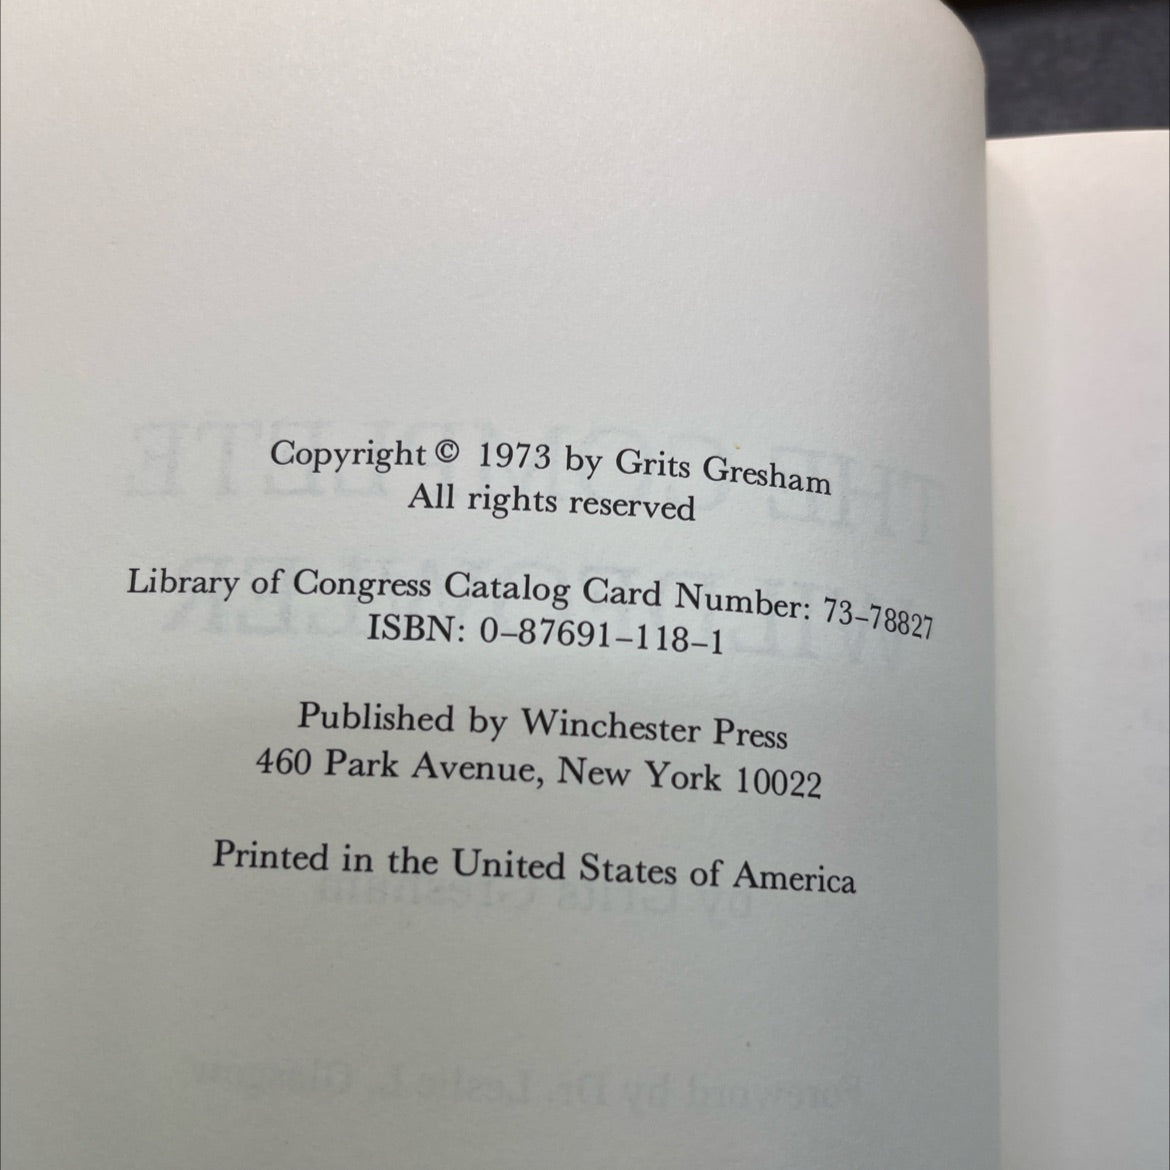 Copyright © 1973 by Grits Gresham
All rights reserved
Library of Congress Catalog Card Number: 73-78827
ISBN: 0-87691-118-1
Published by Winchester Press
460 Park Avenue, New York 10022
Printed in the United States of America